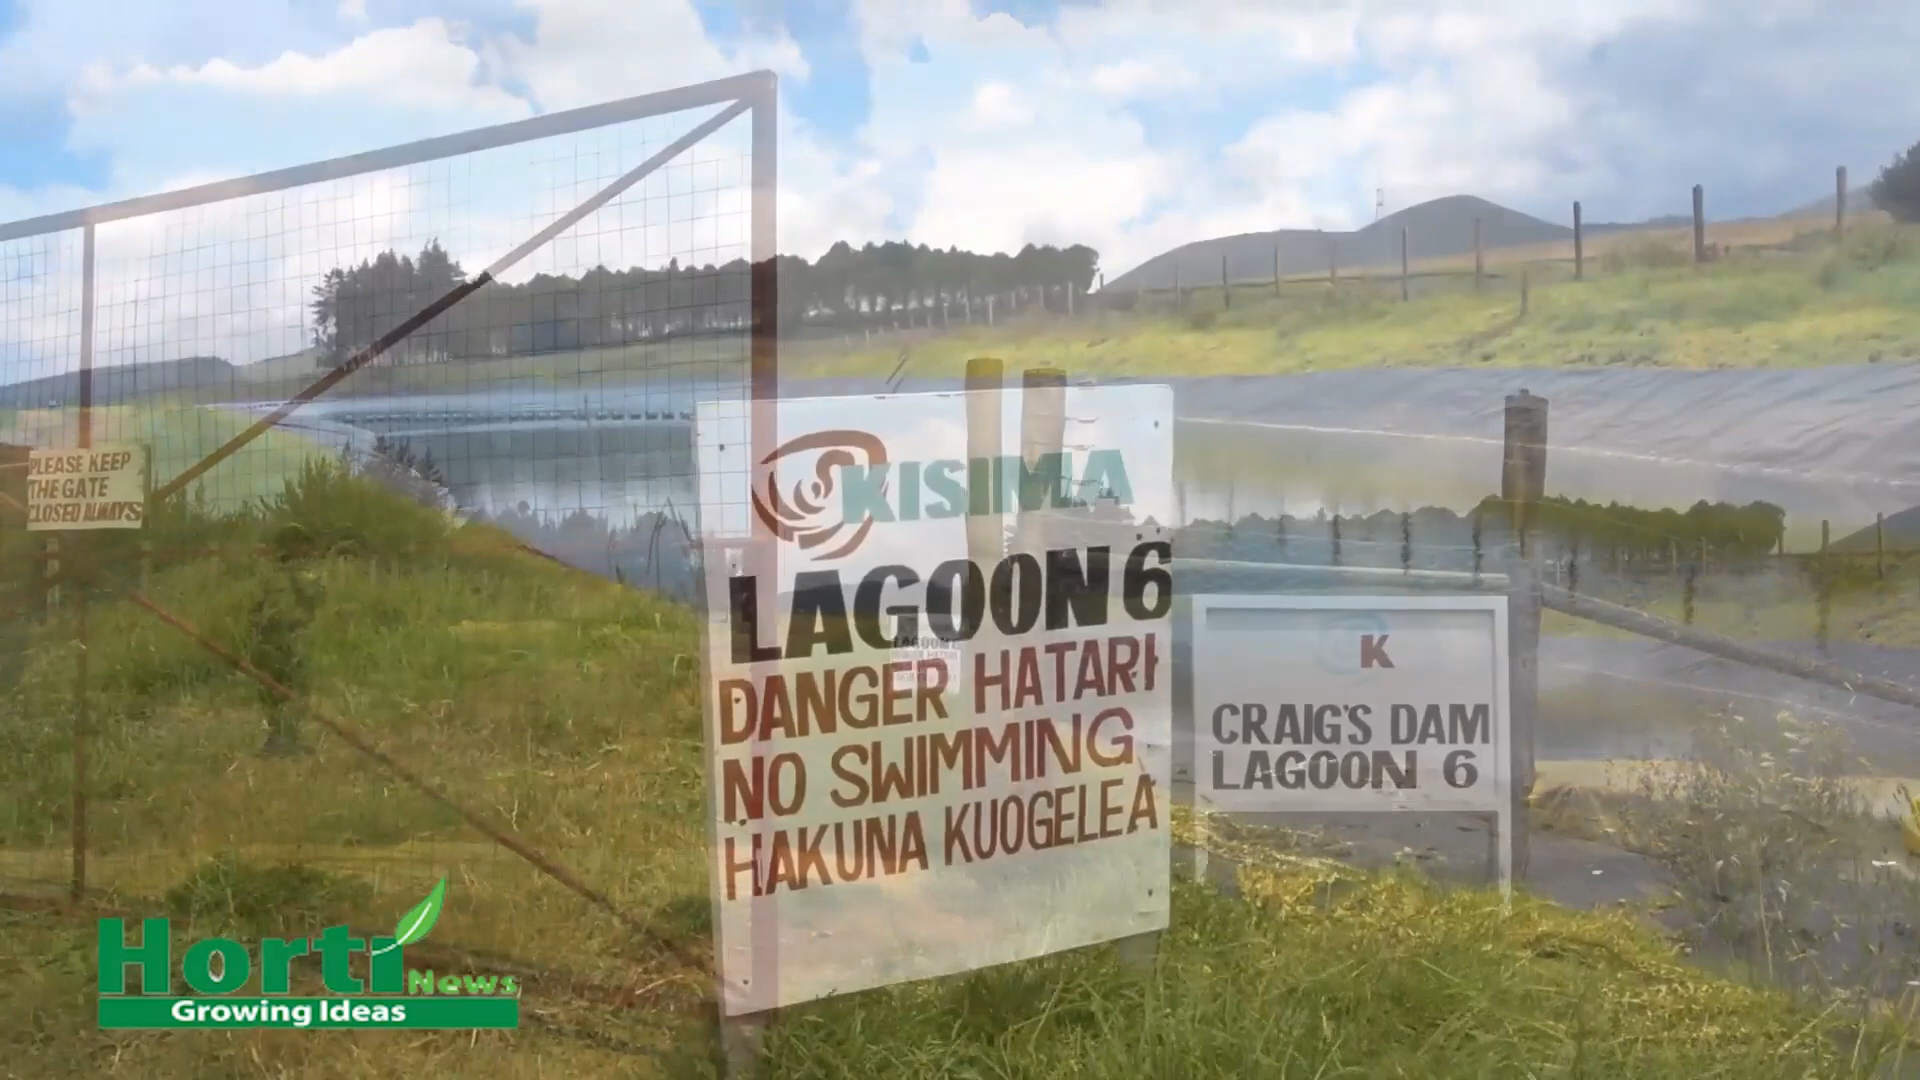 PLEASE KEEP
THE GATE
CLOSED ALWAYS
KISIMA
LAGOON 6
DANGER HATARI
NO SWIMMING
HAKUNA KUOGELEA
K
CRAIG'S DAM
LAGOON 6
Horti News
Growing Ideas